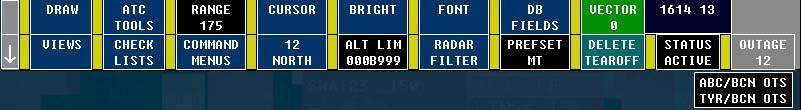 DRAW
ATC
TOOLS
RANGE
175
CURSOR
BRIGHT
FONT
DB
FIELDS
VECTOR
0
1614 13
↓
VIEWS
CHECK
LISTS
COMMAND
MENUS
12
NORTH
ALT LIM
000B999
RADAR
FILTER
PREFSET
MT
DELETE
TEAROFF
STATUS
ACTIVE
OUTAGE
12
ABC/BCN OTS
TYR/BCN OTS